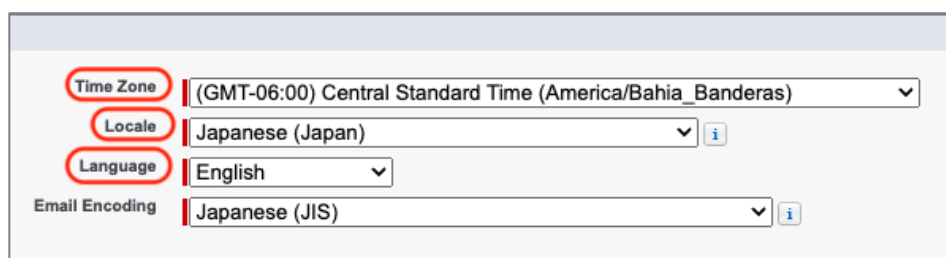 Time Zone (GMT-06:00) Central Standard Time (America/Bahia_Banderas)
Locale Japanese (Japan) i
Language English
Email Encoding Japanese (JIS) i